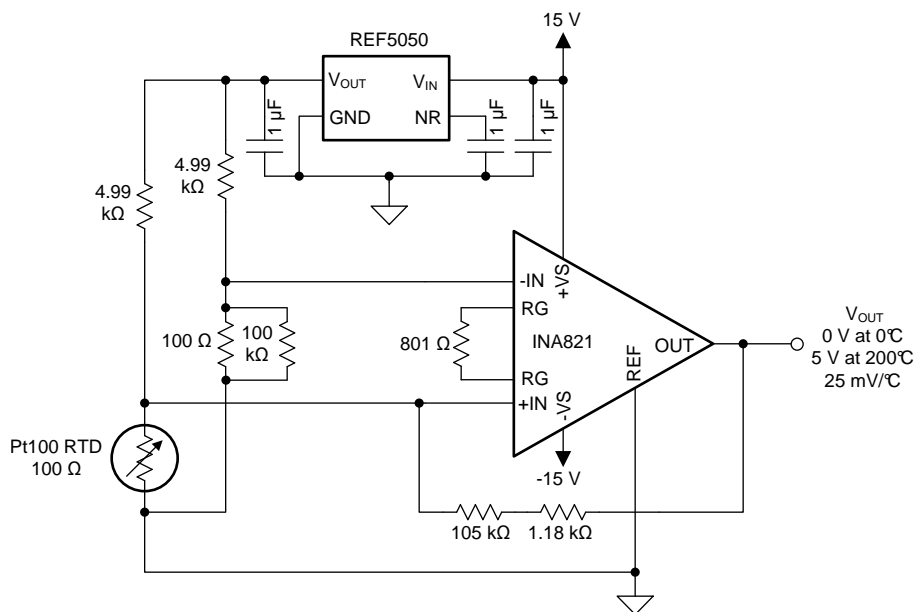 REF5050
15 V
VOUT
VIN
GND
NR
1 µF
1 µF
1 µF
4.99
kΩ
4.99
kΩ
-IN
+VS
RG
100 Ω
100
kΩ
801 Ω
INA821
OUT
REF
RG
+IN
-VS
VOUT
0 V at 0°C
5 V at 200°C
25 mV/°C
Pt100 RTD
100 Ω
-15 V
105 kΩ
1.18 kΩ